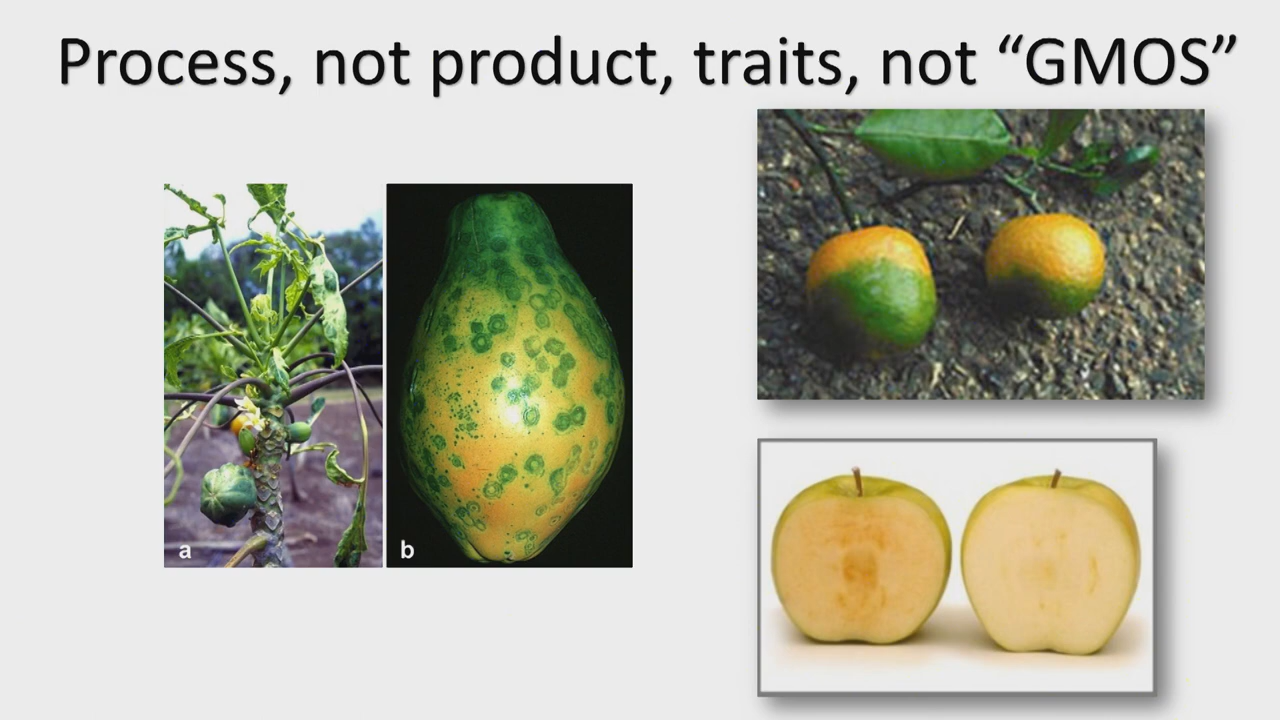 Process, not product, traits, not “GMOS”
a
b